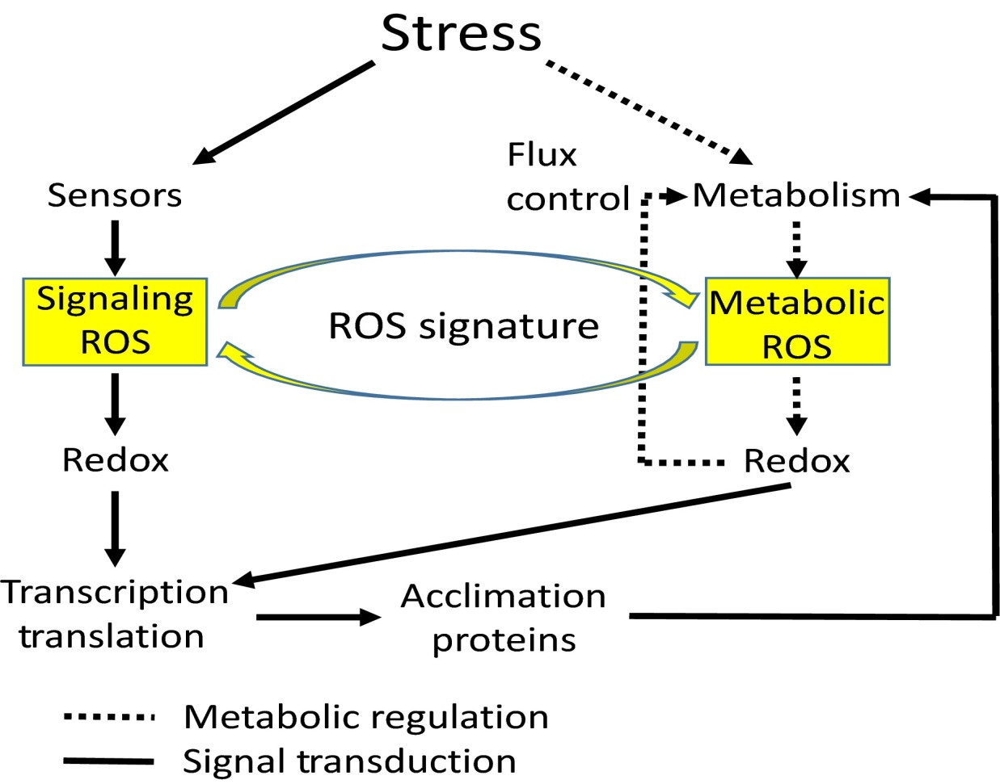 Stress
Flux
control
Sensors
Metabolism
Signaling
ROS
ROS signature
Metabolic
ROS
Redox
Redox
Transcription
translation
Acclimation
proteins
Metabolic regulation
Signal transduction